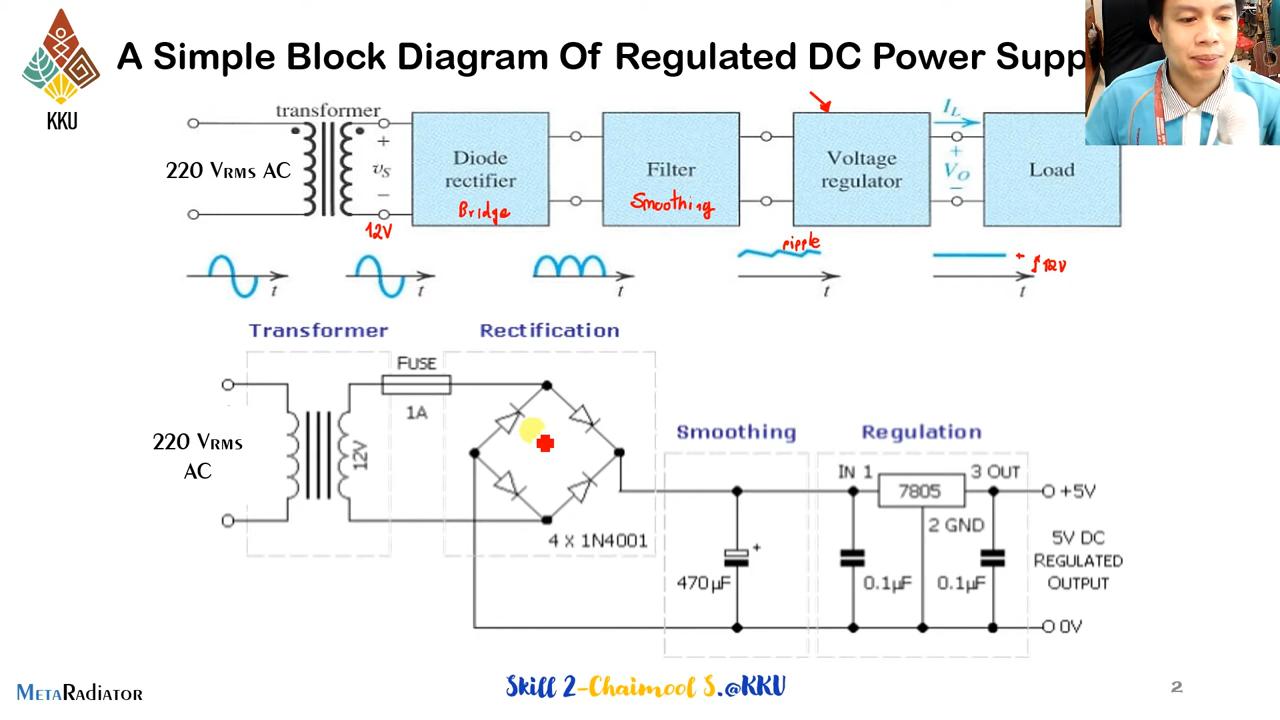 A Simple Block Diagram Of Regulated DC Power Supp
KKU
transformer
220 VRMS AC
+
vS
−
12V
Diode
rectifier
Bridge
Filter
Smoothing
Voltage
regulator
IL
+
VO
−
Load
ripple
12V
t
t
t
t
t
Transformer
Rectification
FUSE
1A
220 VRMS
AC
12V
4 x 1N4001
Smoothing
+
470µF
Regulation
IN 1
7805
3 OUT
2 GND
0.1µF
0.1µF
+5V
5V DC
REGULATED
OUTPUT
0V
METARADIATOR
Skill 2-Chaimool S.@KKU
2